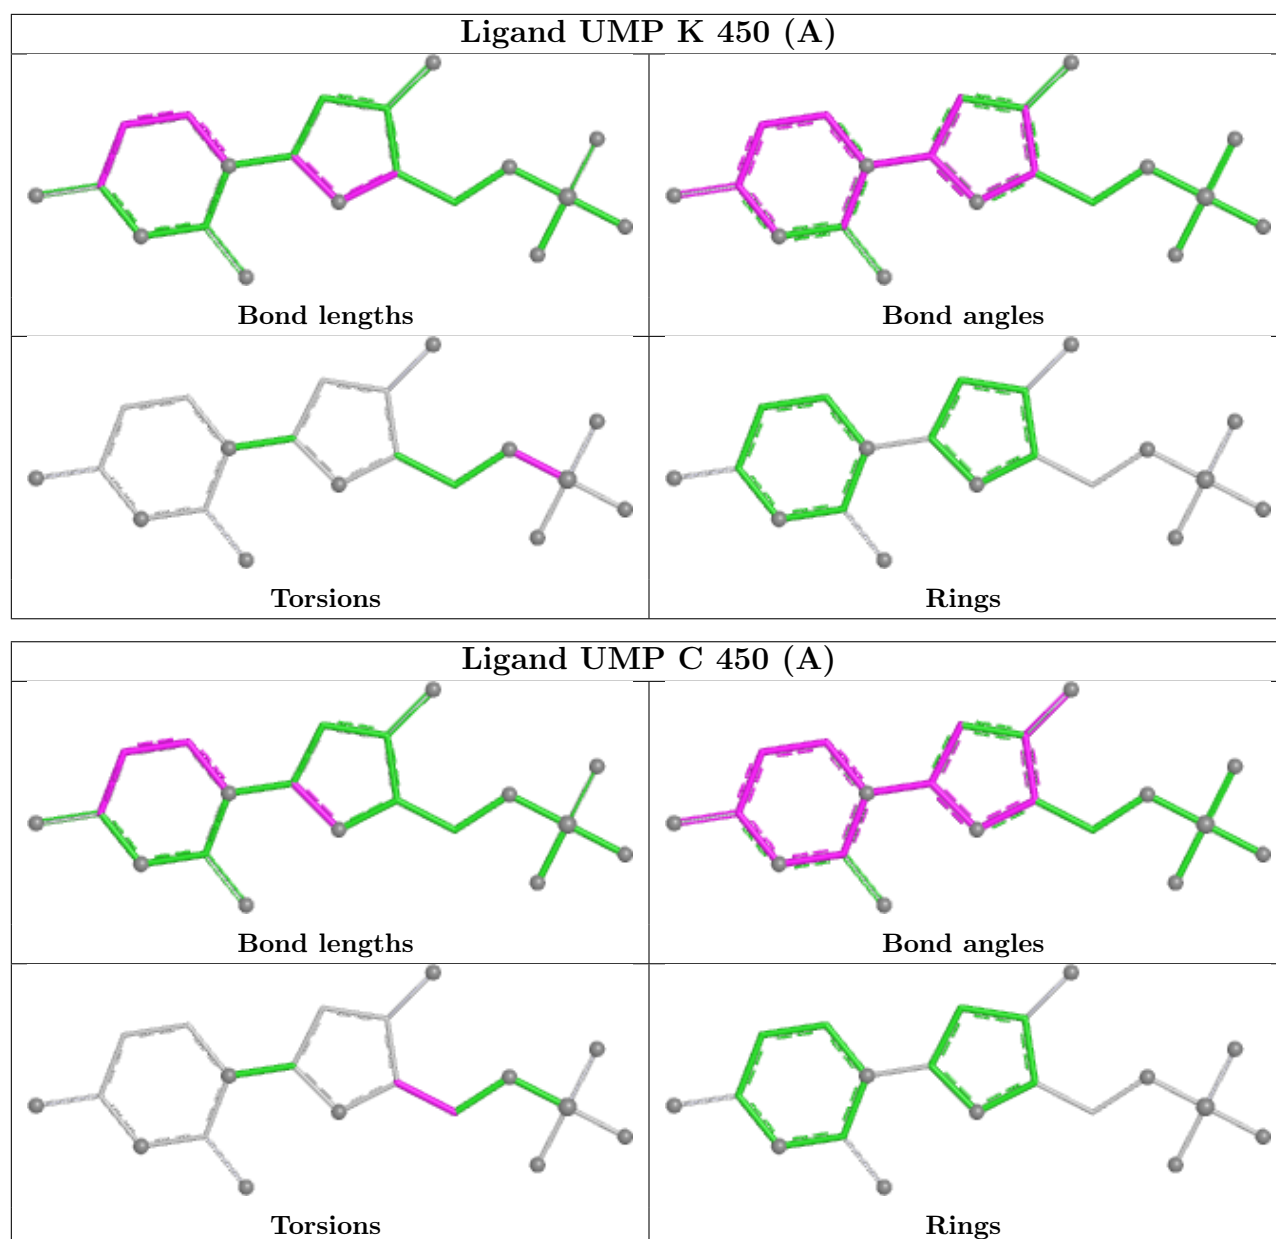 Ligand UMP K 450 (A)
Bond lengths
Bond angles
Torsions
Rings
Ligand UMP C 450 (A)
Bond lengths
Bond angles
Torsions
Rings